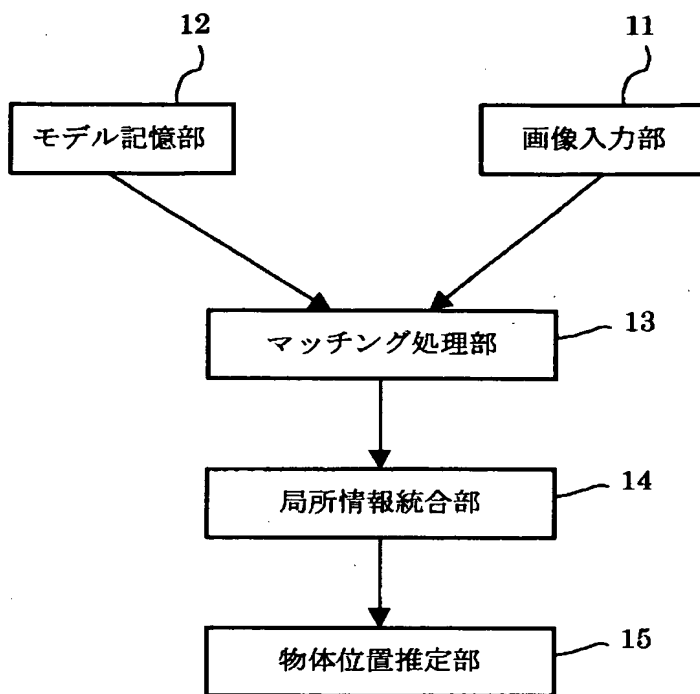 12
11
モデル記憶部
画像入力部
マッチング処理部
13
局所情報統合部
14
物体位置推定部
15